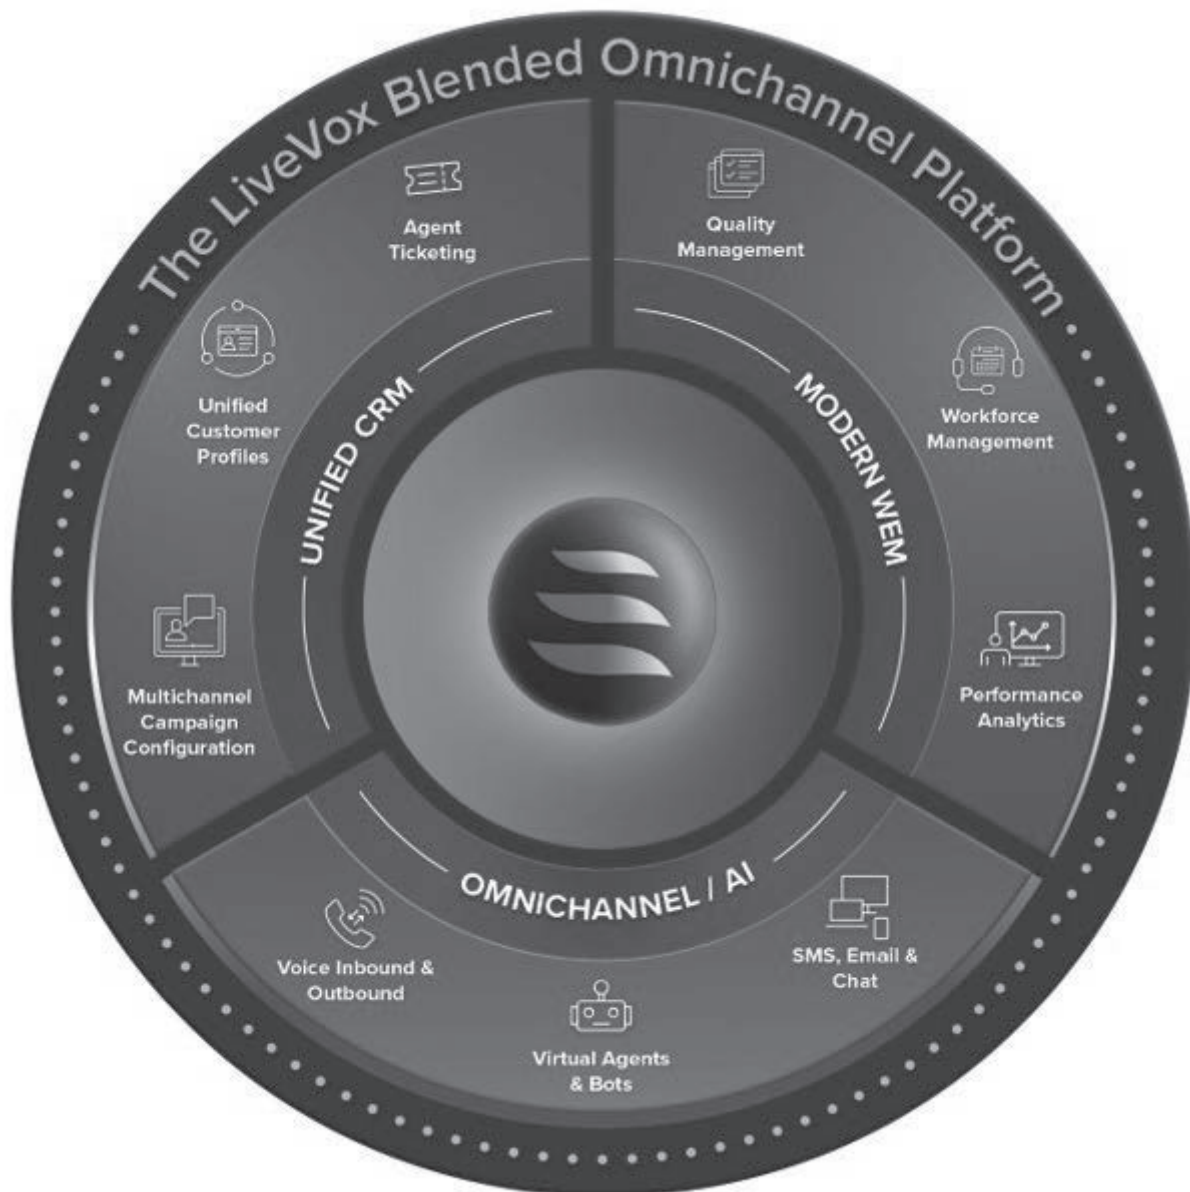 The LiveVox Blended Omnichannel Platform
UNIFIED CRM
Agent
Ticketing
Unified
Customer
Profiles
Multichannel
Campaign
Configuration
MODERN WEM
Quality
Management
Workforce
Management
Performance
Analytics
OMNICHANNEL / AI
Voice Inbound &
Outbound
Virtual Agents
& Bots
SMS, Email &
Chat